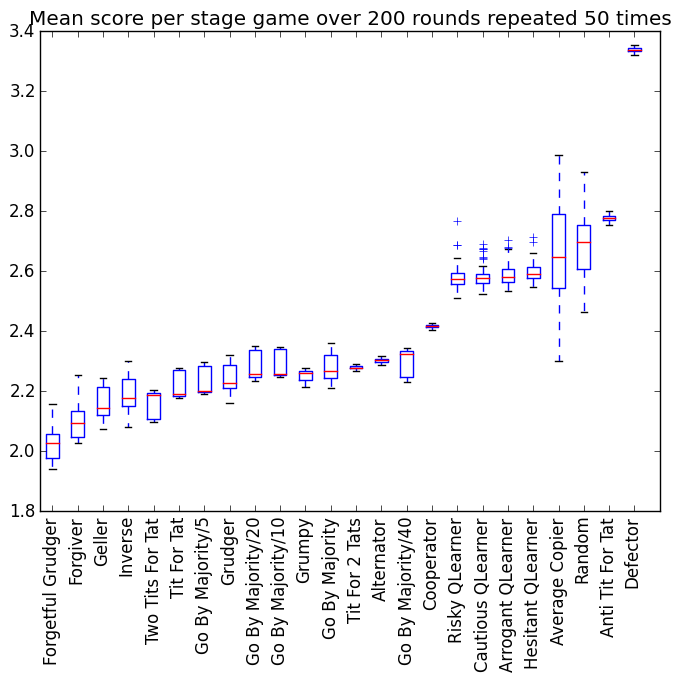 Mean score per stage game over 200 rounds repeated 50 times
3.4
3.2
3.0
2.8
2.6
2.4
2.2
2.0
1.8
Forgetful Grudger
Forgiver
Geller
Inverse
Two Tits For Tat
Tit For Tat
Go By Majority/5
Grudger
Go By Majority/20
Go By Majority/10
Grumpy
Go By Majority
Tit For 2 Tats
Alternator
Go By Majority/40
Cooperator
Risky QLearner
Cautious QLearner
Arrogant QLearner
Hesitant QLearner
Average Copier
Random
Anti Tit For Tat
Defector